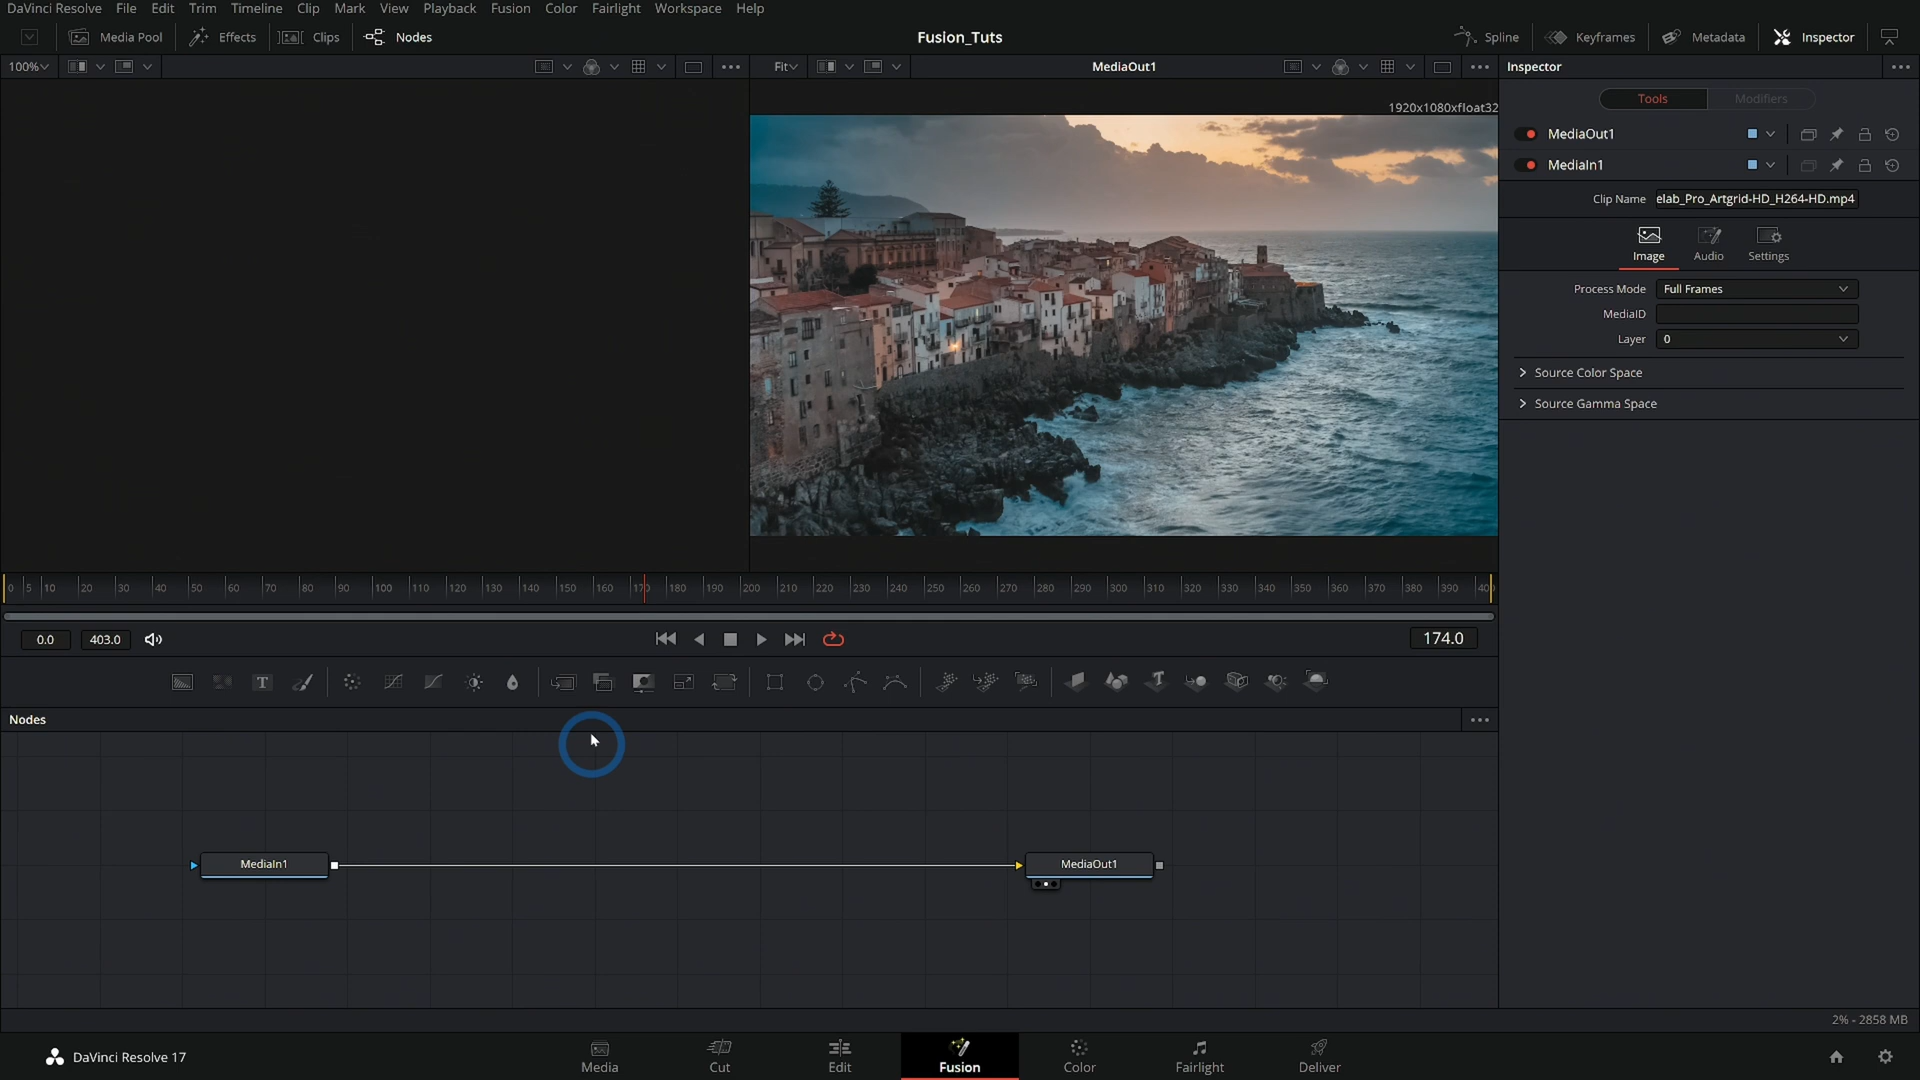 DaVinci Resolve File Edit Trim Timeline Clip Mark View Playback Fusion Color Fairlight Workspace Help
Media Pool Effects Clips Nodes Fusion_Tuts Spline Keyframes Metadata Inspector
100% Fit MediaOut1 Inspector
1920x1080xfloat32
Tools Modifiers
MediaOut1
MediaIn1
Clip Name elab_Pro_Artgrid-HD_H264-HD.mp4
Image Audio Settings
Process Mode Full Frames
MediaID
Layer 0
Source Color Space
Source Gamma Space
0 5 10 20 30 40 50 60 70 80 90 100 110 120 130 140 150 160 170 180 190 200 210 220 230 240 250 260 270 280 290 300 310 320 330 340 350 360 370 380 390 40
0.0 403.0 174.0
T T
Nodes
MediaIn1 MediaOut1
2% - 2858 MB
DaVinci Resolve 17 Media Cut Edit Fusion Color Fairlight Deliver